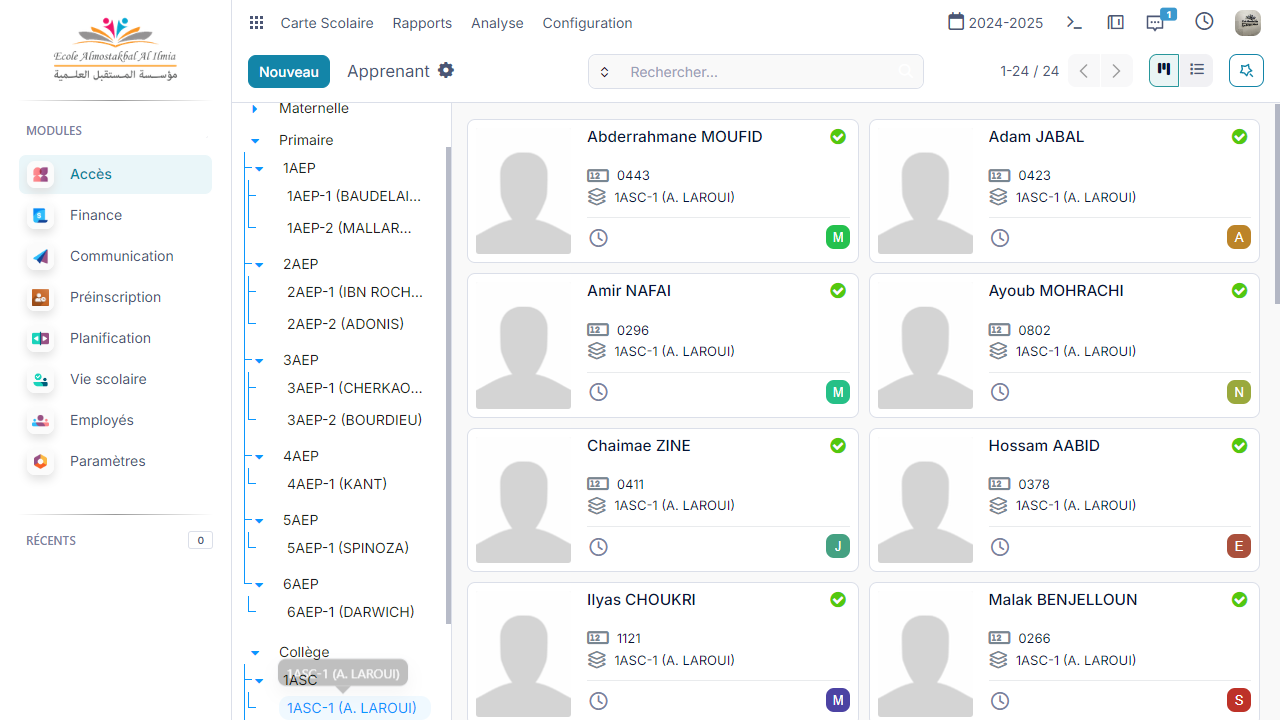 Ecole Almostakbal Al Ilmia
مؤسسة المستقبل العلمية
MODULES
Accès
Finance
Communication
Préinscription
Planification
Vie scolaire
Employés
Paramètres
RÉCENTS
0
Carte Scolaire
Rapports
Analyse
Configuration
2024-2025
1
Nouveau
Apprenant
Rechercher...
1-24 / 24
Maternelle
Primaire
1AEP
1AEP-1 (BAUDELAI...
1AEP-2 (MALLAR...
2AEP
2AEP-1 (IBN ROCH...
2AEP-2 (ADONIS)
3AEP
3AEP-1 (CHERKAO...
3AEP-2 (BOURDIEU)
4AEP
4AEP-1 (KANT)
5AEP
5AEP-1 (SPINOZA)
6AEP
6AEP-1 (DARWICH)
Collège
1ASC-1 (A. LAROUI)
1ASC
1ASC-1 (A. LAROUI)
Abderrahmane MOUFID
12 0443
1ASC-1 (A. LAROUI)
M
Adam JABAL
12 0423
1ASC-1 (A. LAROUI)
A
Amir NAFAI
12 0296
1ASC-1 (A. LAROUI)
M
Ayoub MOHRACHI
12 0802
1ASC-1 (A. LAROUI)
N
Chaimae ZINE
12 0411
1ASC-1 (A. LAROUI)
J
Hossam AABID
12 0378
1ASC-1 (A. LAROUI)
E
Ilyas CHOUKRI
12 1121
1ASC-1 (A. LAROUI)
M
Malak BENJELLOUN
12 0266
1ASC-1 (A. LAROUI)
S